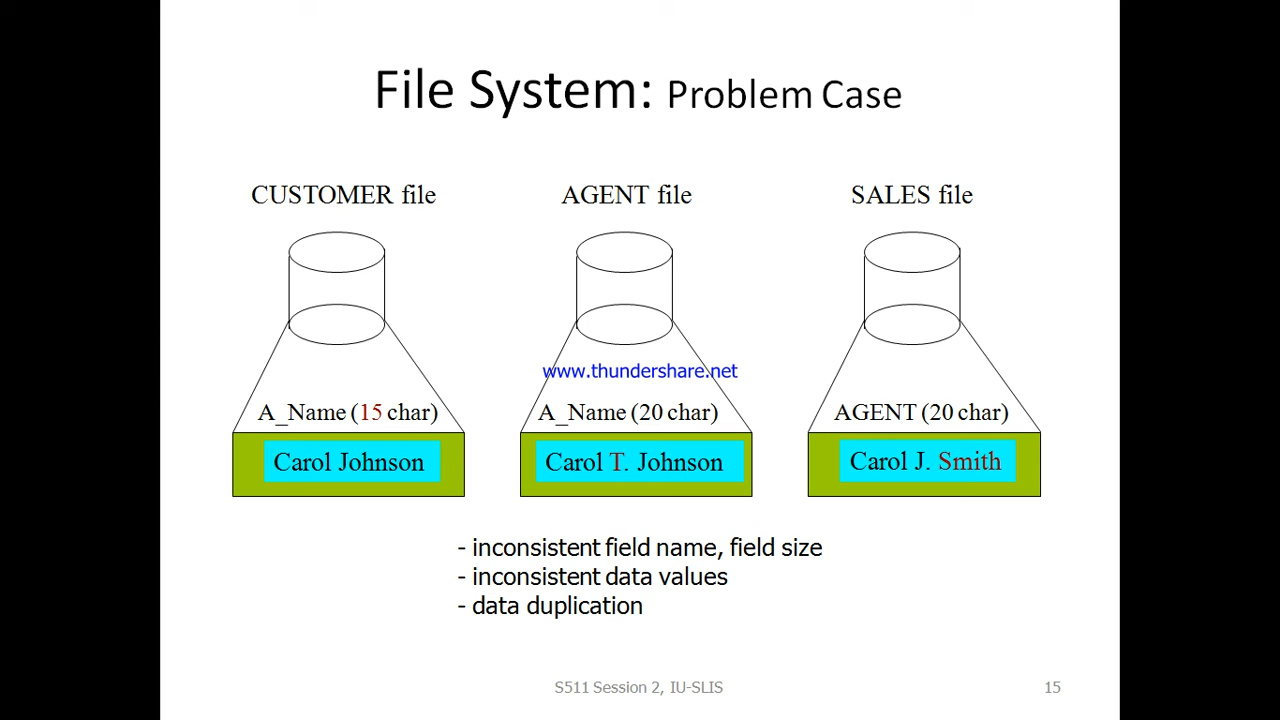 File System: Problem Case
CUSTOMER file
AGENT file
SALES file
www.thundershare.net
A_Name (15 char)
A_Name (20 char)
AGENT (20 char)
Carol Johnson
Carol T. Johnson
Carol J. Smith
- inconsistent field name, field size
- inconsistent data values
- data duplication
S511 Session 2, IU-SLIS
15